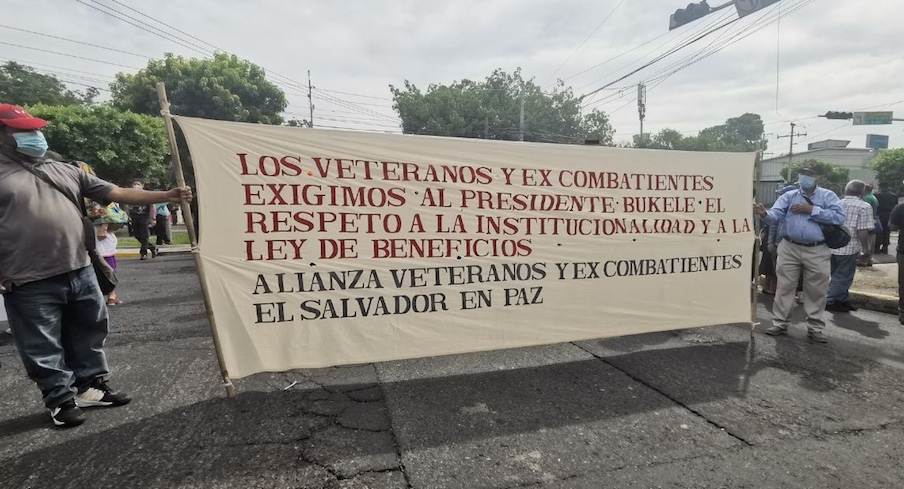 LOS VETERANOS Y EX COMBATIENTES
EXIGIMOS AL PRESIDENTE BUKELE EL
RESPETO A LA INSTITUCIONALIDAD Y A LA
LEY DE BENEFICIOS
ALIANZA VETERANOS Y EX COMBATIENTES
EL SALVADOR EN PAZ